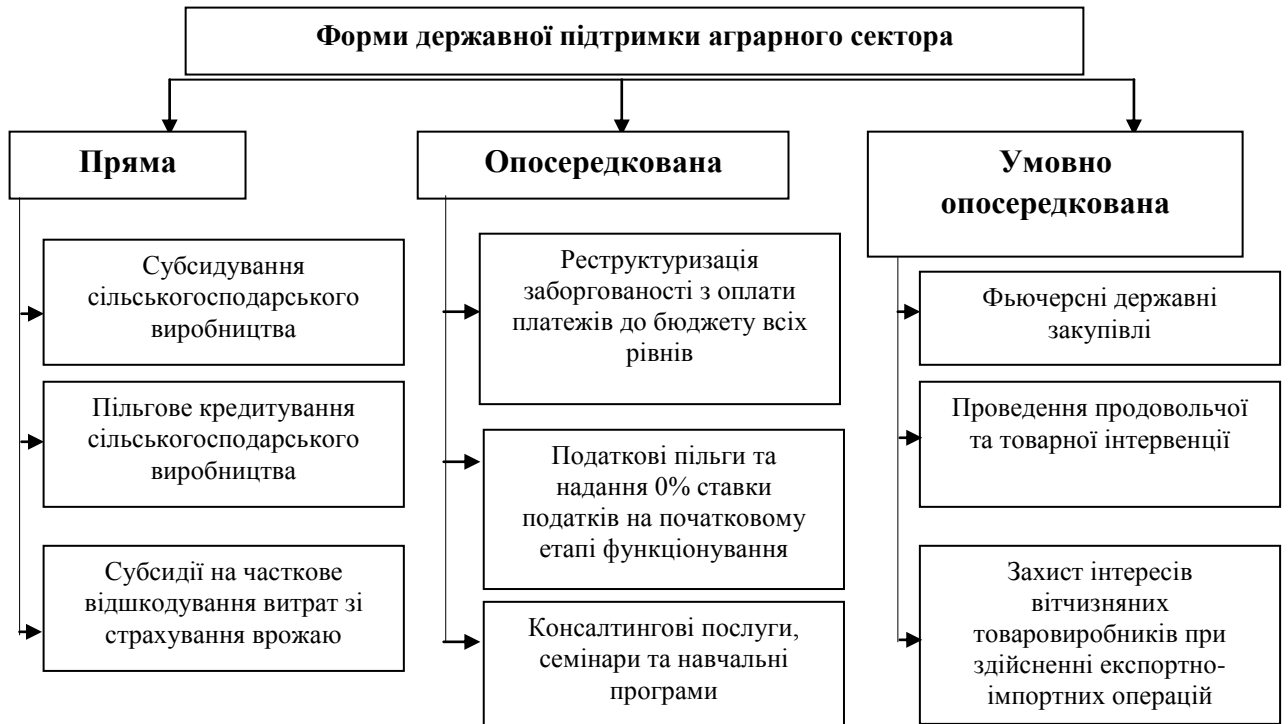 Форми державної підтримки аграрного сектора
Пряма
Субсидування
сільськогосподарського
виробництва
Пільгове кредитування
сільськогосподарського
виробництва
Субсидії на часткове
відшкодування витрат зі
страхування врожаю
Опосередкована
Реструктуризація
заборгованості з оплати
платежів до бюджету всіх
рівнів
Податкові пільги та
надання 0% ставки
податків на початковому
етапі функціонування
Консалтингові послуги,
семінари та навчальні
програми
Умовно
опосередкована
Фьючерсні державні
закупівлі
Проведення продовольчої
та товарної інтервенції
Захист інтересів
вітчизняних
товаровиробників при
здійсненні експортно-
імпортних операцій